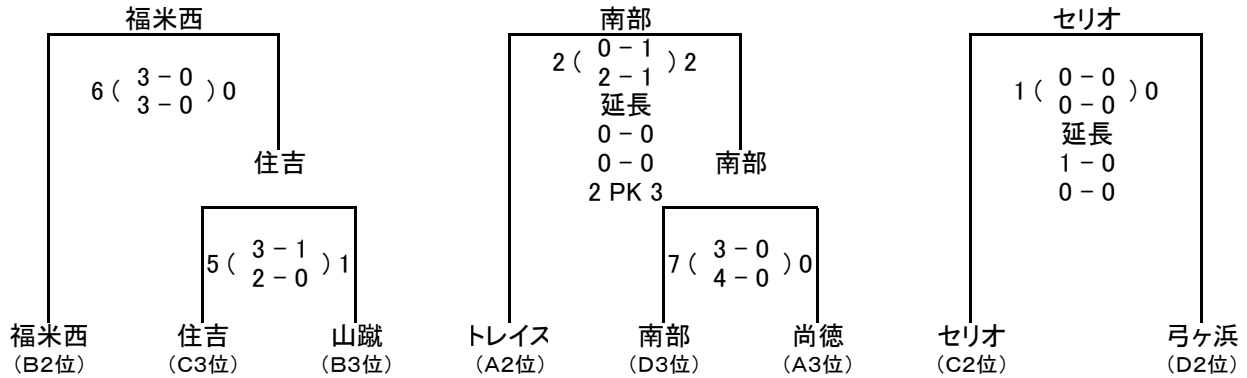 福米西 南部 セリオ
6 ( 3 - 0 ) 0
3 - 0
2 ( 0 - 1 ) 2
2 - 1
延長
0 - 0
0 - 0
2 PK 3
1 ( 0 - 0 ) 0
0 - 0
延長
1 - 0
0 - 0
住吉 南部
5 ( 3 - 1 ) 1
2 - 0
7 ( 3 - 0 ) 0
4 - 0
福米西 住吉 山蹴 トレイス 南部 尚徳 セリオ 弓ヶ浜
(B2位) (C3位) (B3位) (A2位) (D3位) (A3位) (C2位) (D2位)